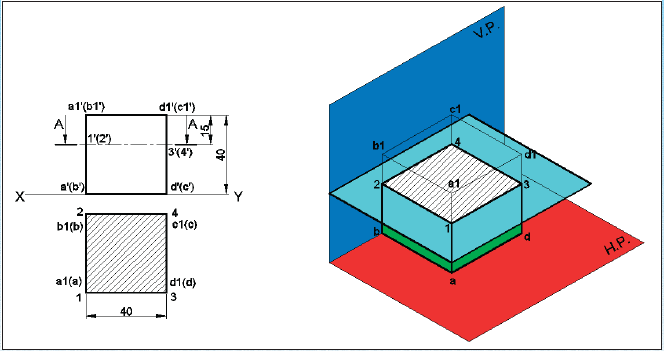 a1'(b1') d1'(c1')
A A
15
1'(2')
3'(4')
40
a'(b') d'(c')
X Y
2 4
b1(b) c1(c)
a1(a) d1(d)
1 3
40
V.P.
c1
b1 4 d1
2 a1 3
1
b d
a
H.P.